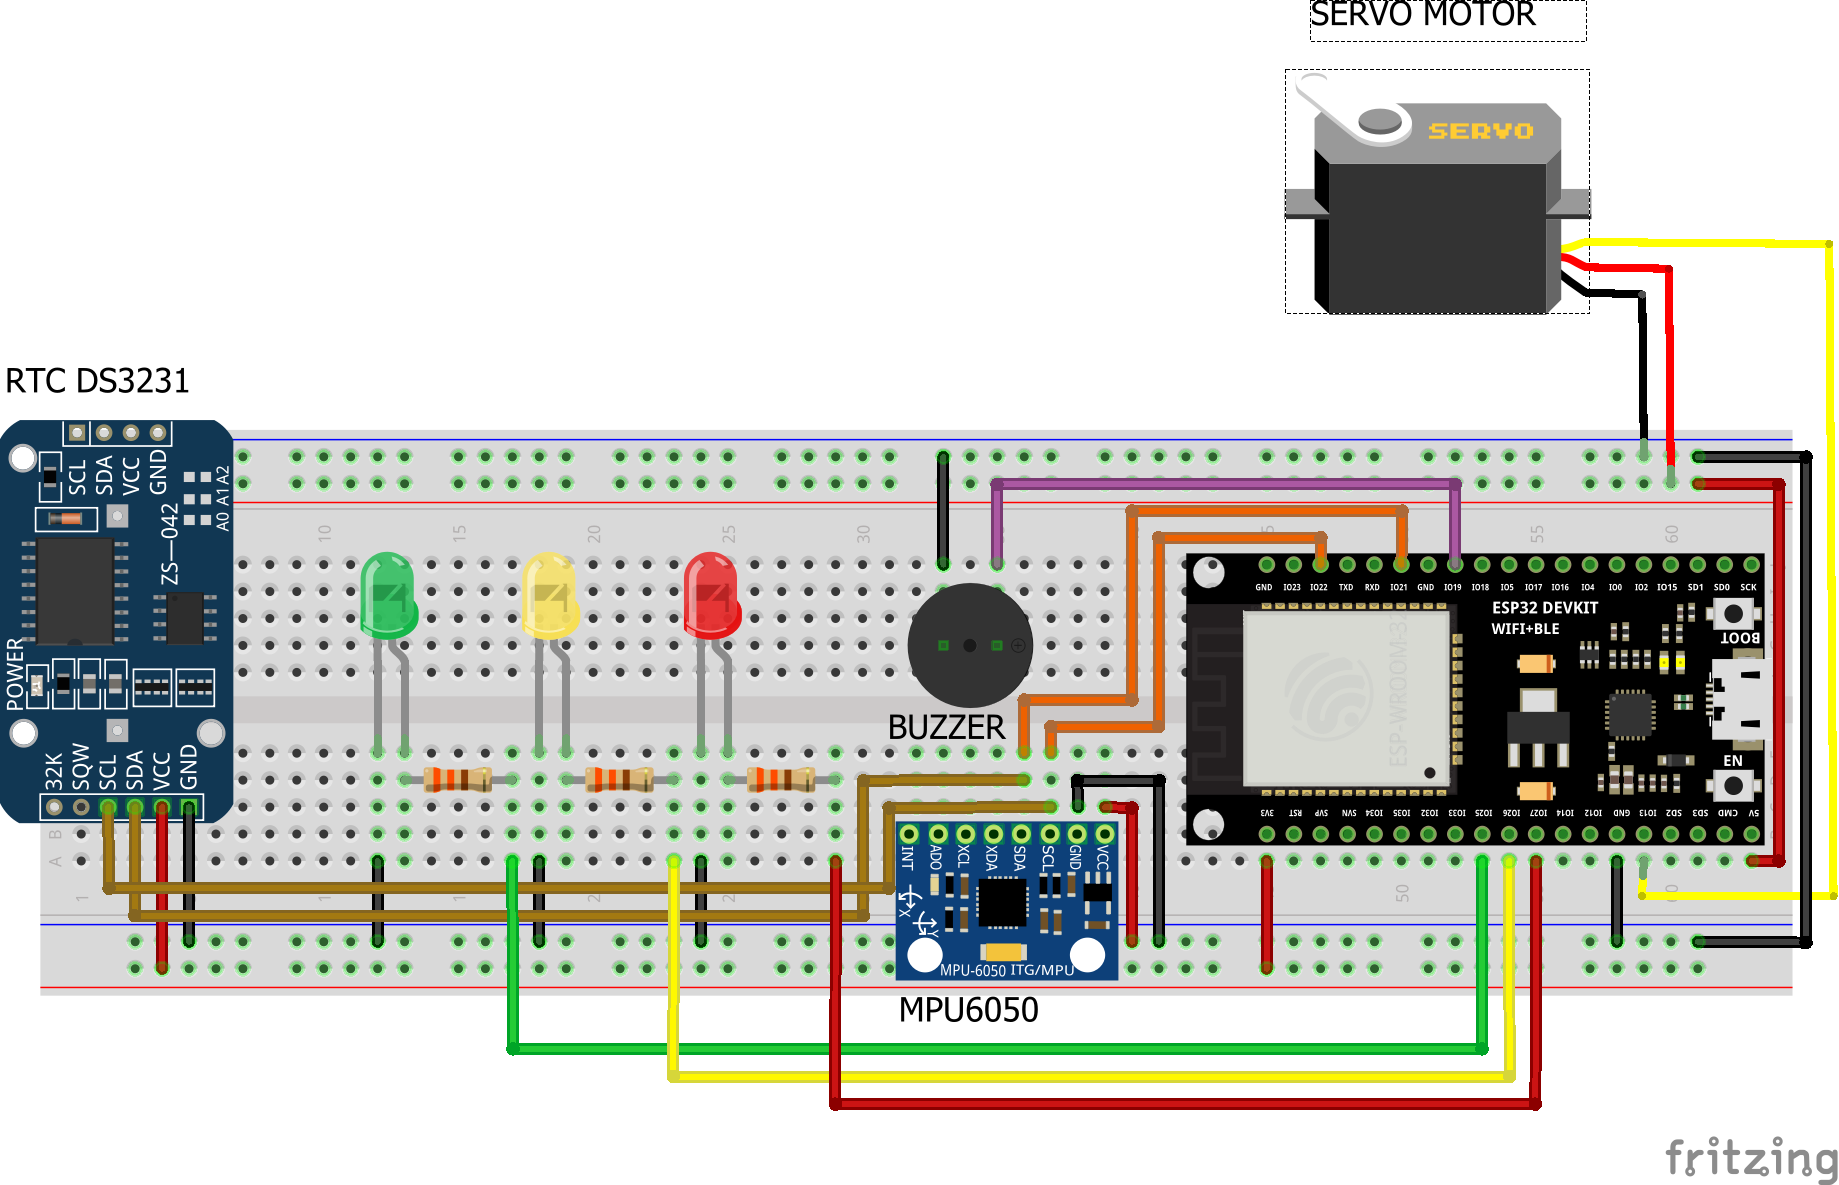 SERVO MOTOR
SERVO
RTC DS3231
SCL
SDA
VCC
GND
A0 A1 A2
ZS-042
POWER
32K
SQW
SCL
SDA
VCC
GND
10
15
20
25
30
55
60
GND IO23 IO22 TXD RXD IO21 GND IO19 IO18 IO5 IO17 IO16 IO4 IO0 IO2 IO15 SD1 SD0 SCK
ESP32 DEVKIT
WIFI+BLE
BOOT
ESP-WROOM-32
EN
3V3 RST SVP SVN IO34 IO35 IO32 IO33 IO25 IO26 IO27 IO14 IO12 GND IO13 SD2 SD3 CMD 5V
BUZZER
B
A
1
50
INT ADO XCL XDA SDA SCL GND VCC
X
Y
MPU-6050 ITG/MPU
MPU6050
fritzing